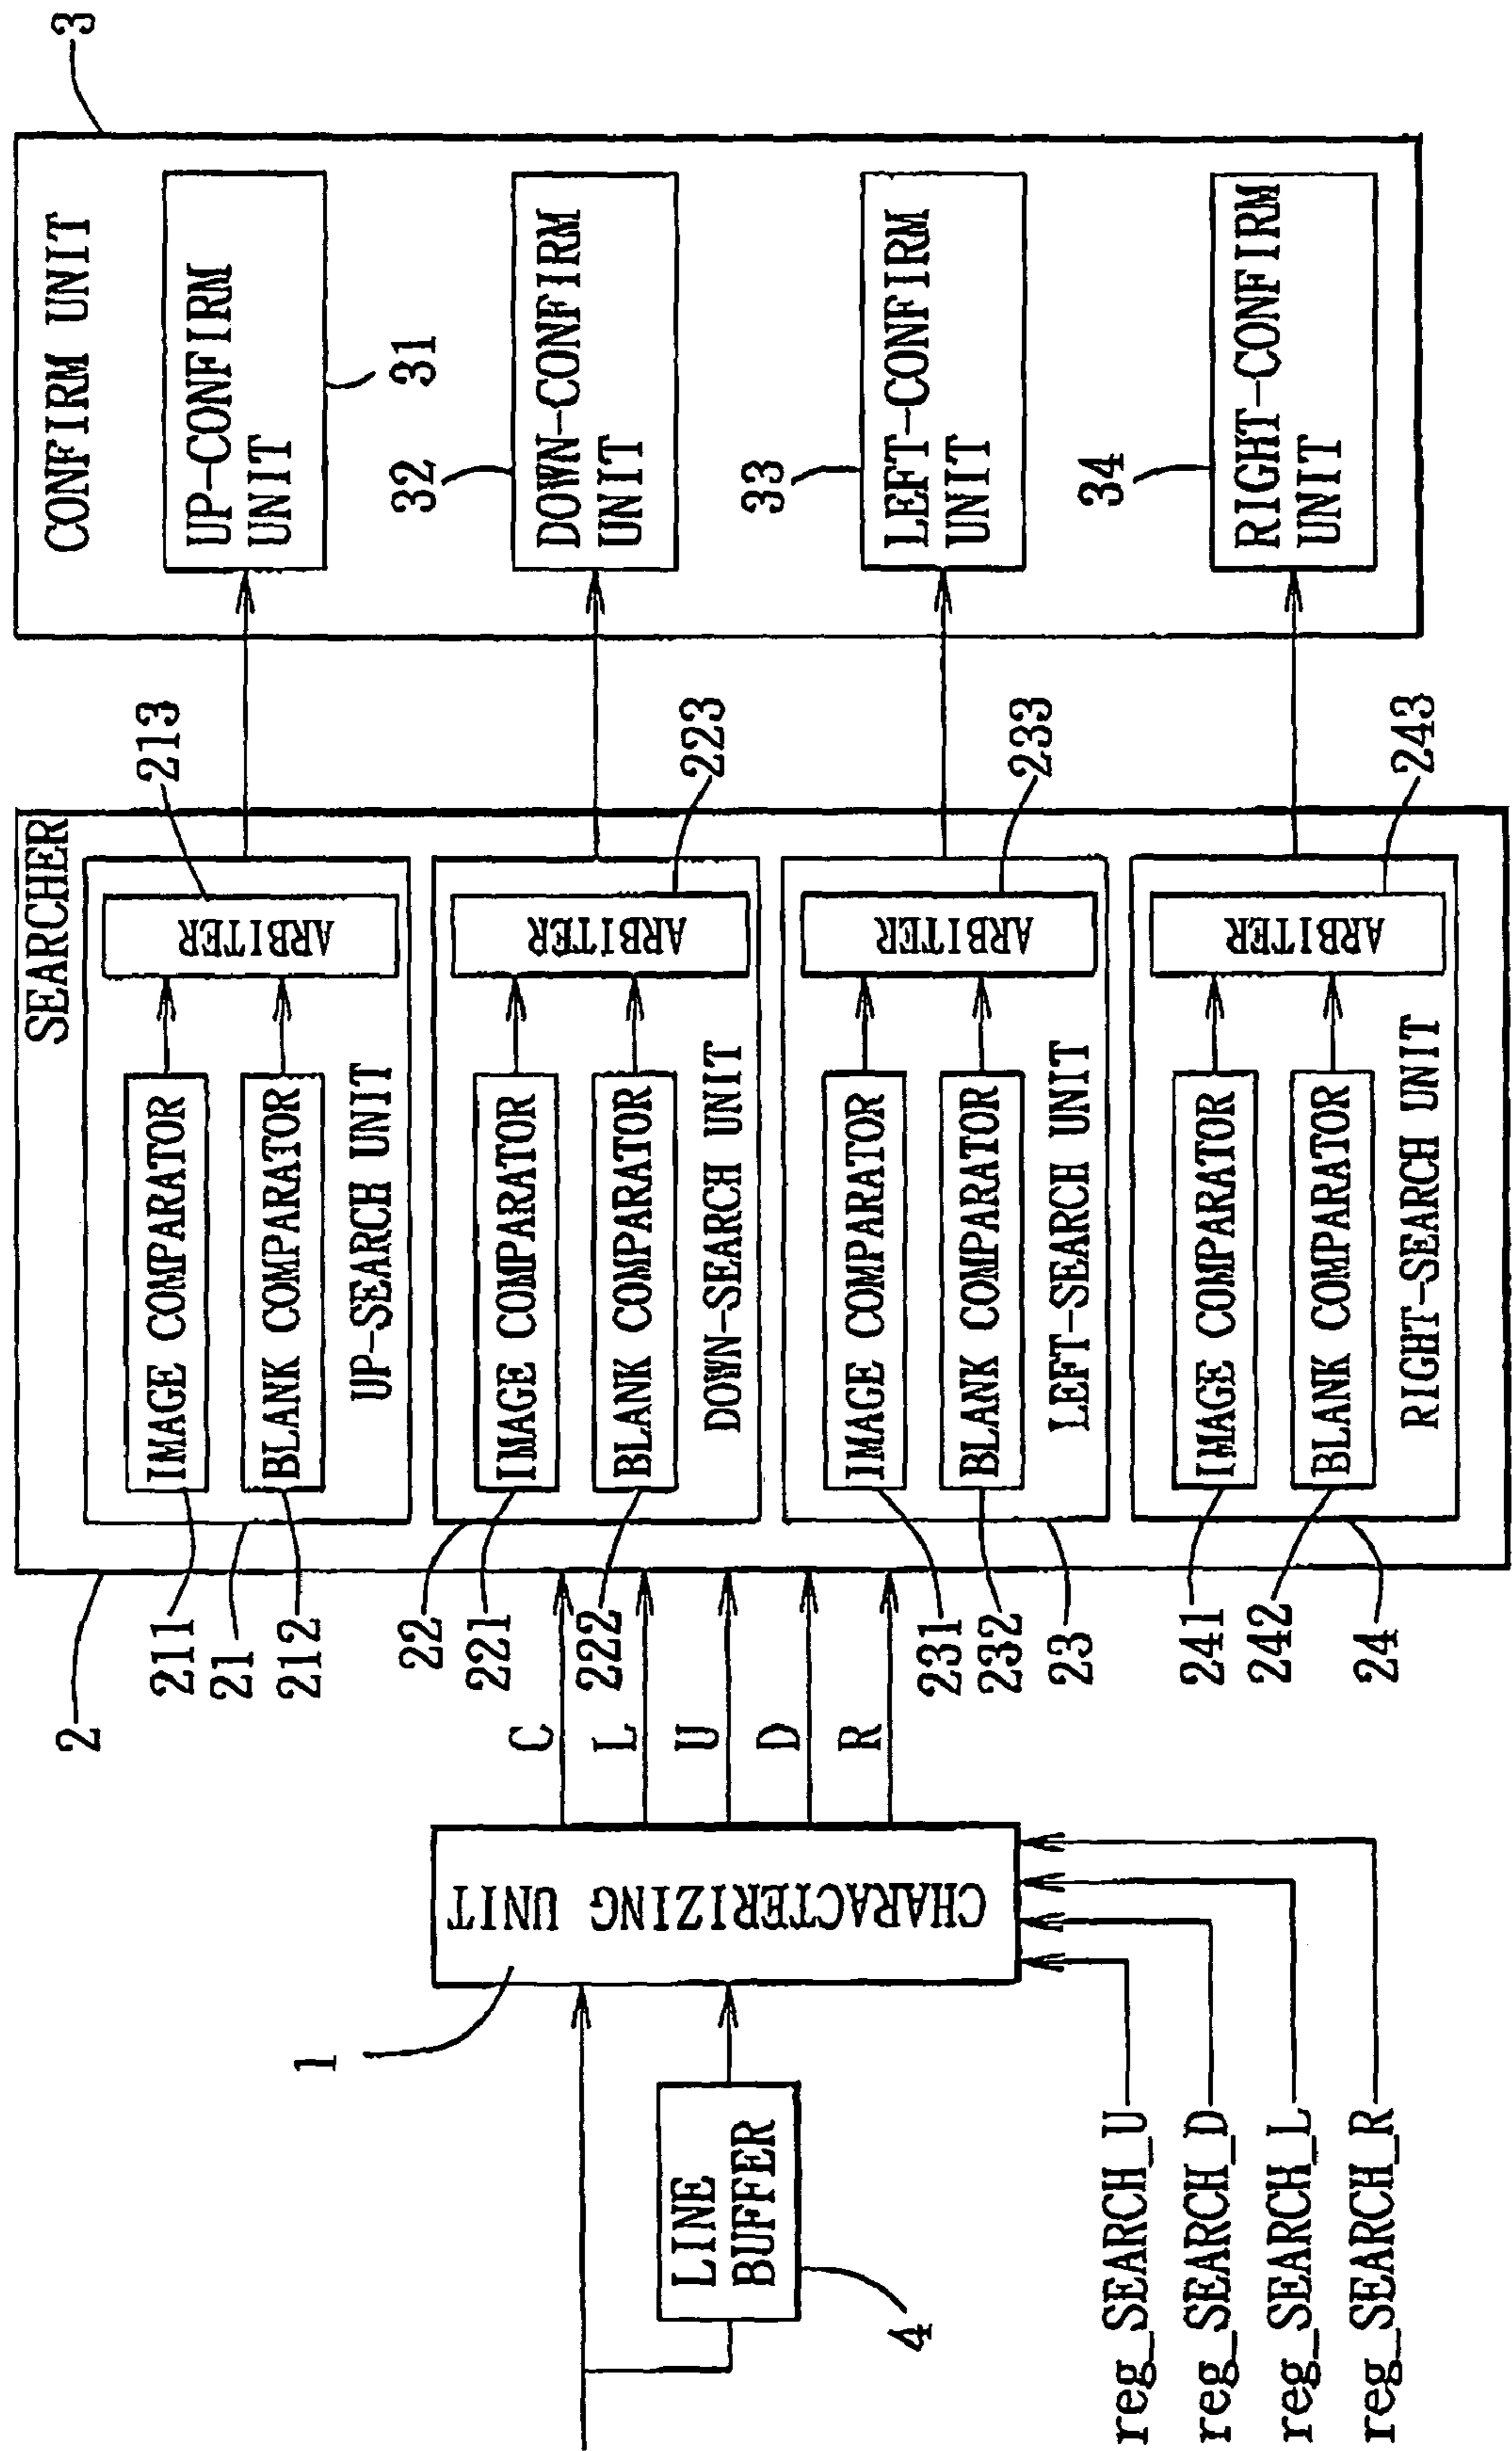 reg_SEARCH_U
reg_SEARCH_D
reg_SEARCH_L
reg_SEARCH_R
LINE
BUFFER
4
1
CHARACTERIZING UNIT
C
L
U
D
R
2
SEARCHER
211
21
212
IMAGE COMPARATOR
BLANK COMPARATOR
UP-SEARCH UNIT
ARBITER
213
22
221
222
IMAGE COMPARATOR
BLANK COMPARATOR
DOWN-SEARCH UNIT
ARBITER
223
231
232
23
IMAGE COMPARATOR
BLANK COMPARATOR
LEFT-SEARCH UNIT
ARBITER
233
241
242
24
IMAGE COMPARATOR
BLANK COMPARATOR
RIGHT-SEARCH UNIT
ARBITER
243
3
CONFIRM UNIT
UP-CONFIRM
UNIT
31
32
DOWN-CONFIRM
UNIT
33
LEFT-CONFIRM
UNIT
34
RIGHT-CONFIRM
UNIT